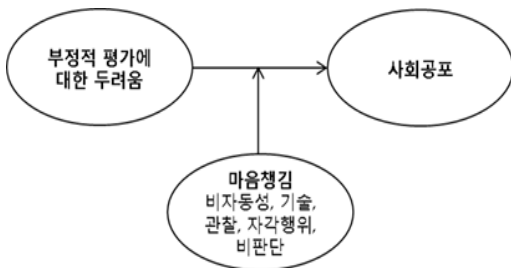 부정적 평가에
대한 두려움
사회공포
마음챙김
비자동성, 기술,
관찰, 자각행위,
비판단